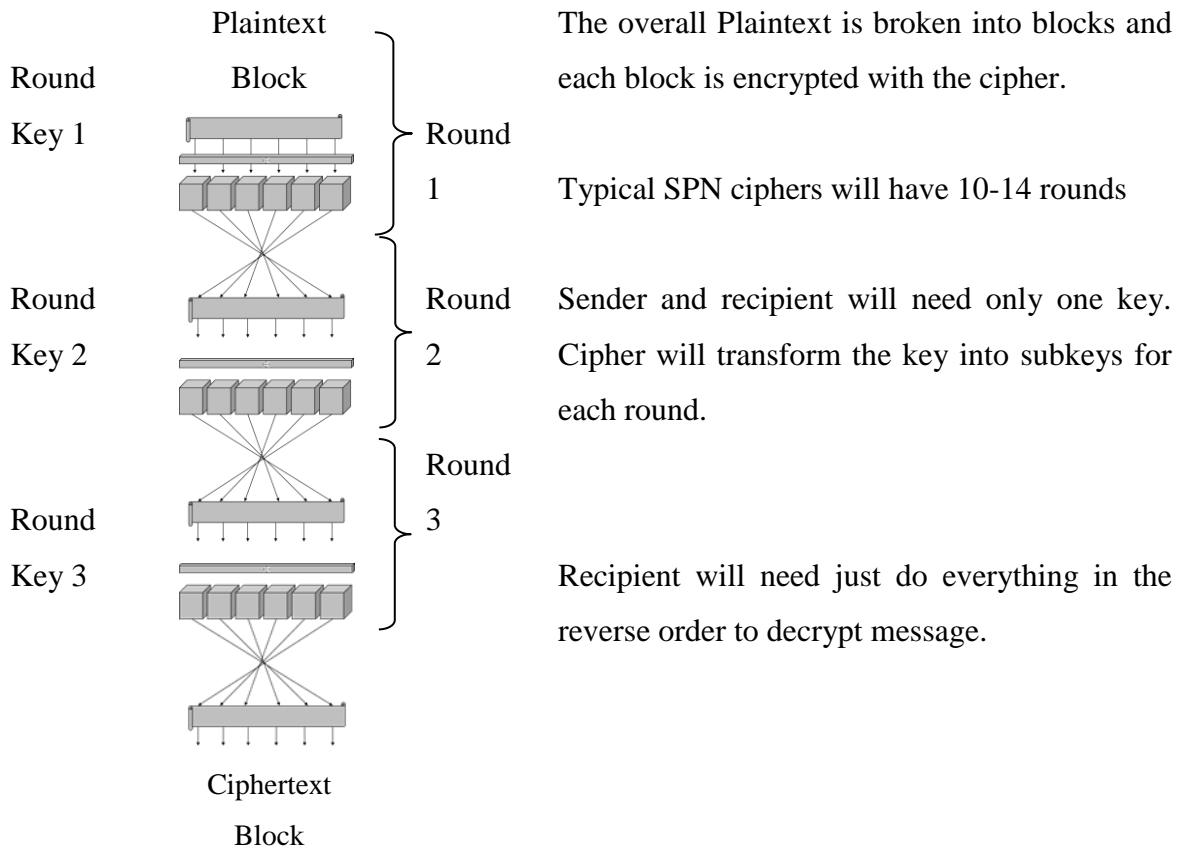 Plaintext
Block
Round
Key 1
Round
1
The overall Plaintext is broken into blocks and
each block is encrypted with the cipher.
Typical SPN ciphers will have 10-14 rounds
Round
Key 2
Round
2
Sender and recipient will need only one key.
Cipher will transform the key into subkeys for
each round.
Round
3
Round
Key 3
Recipient will need just do everything in the
reverse order to decrypt message.
Ciphertext
Block